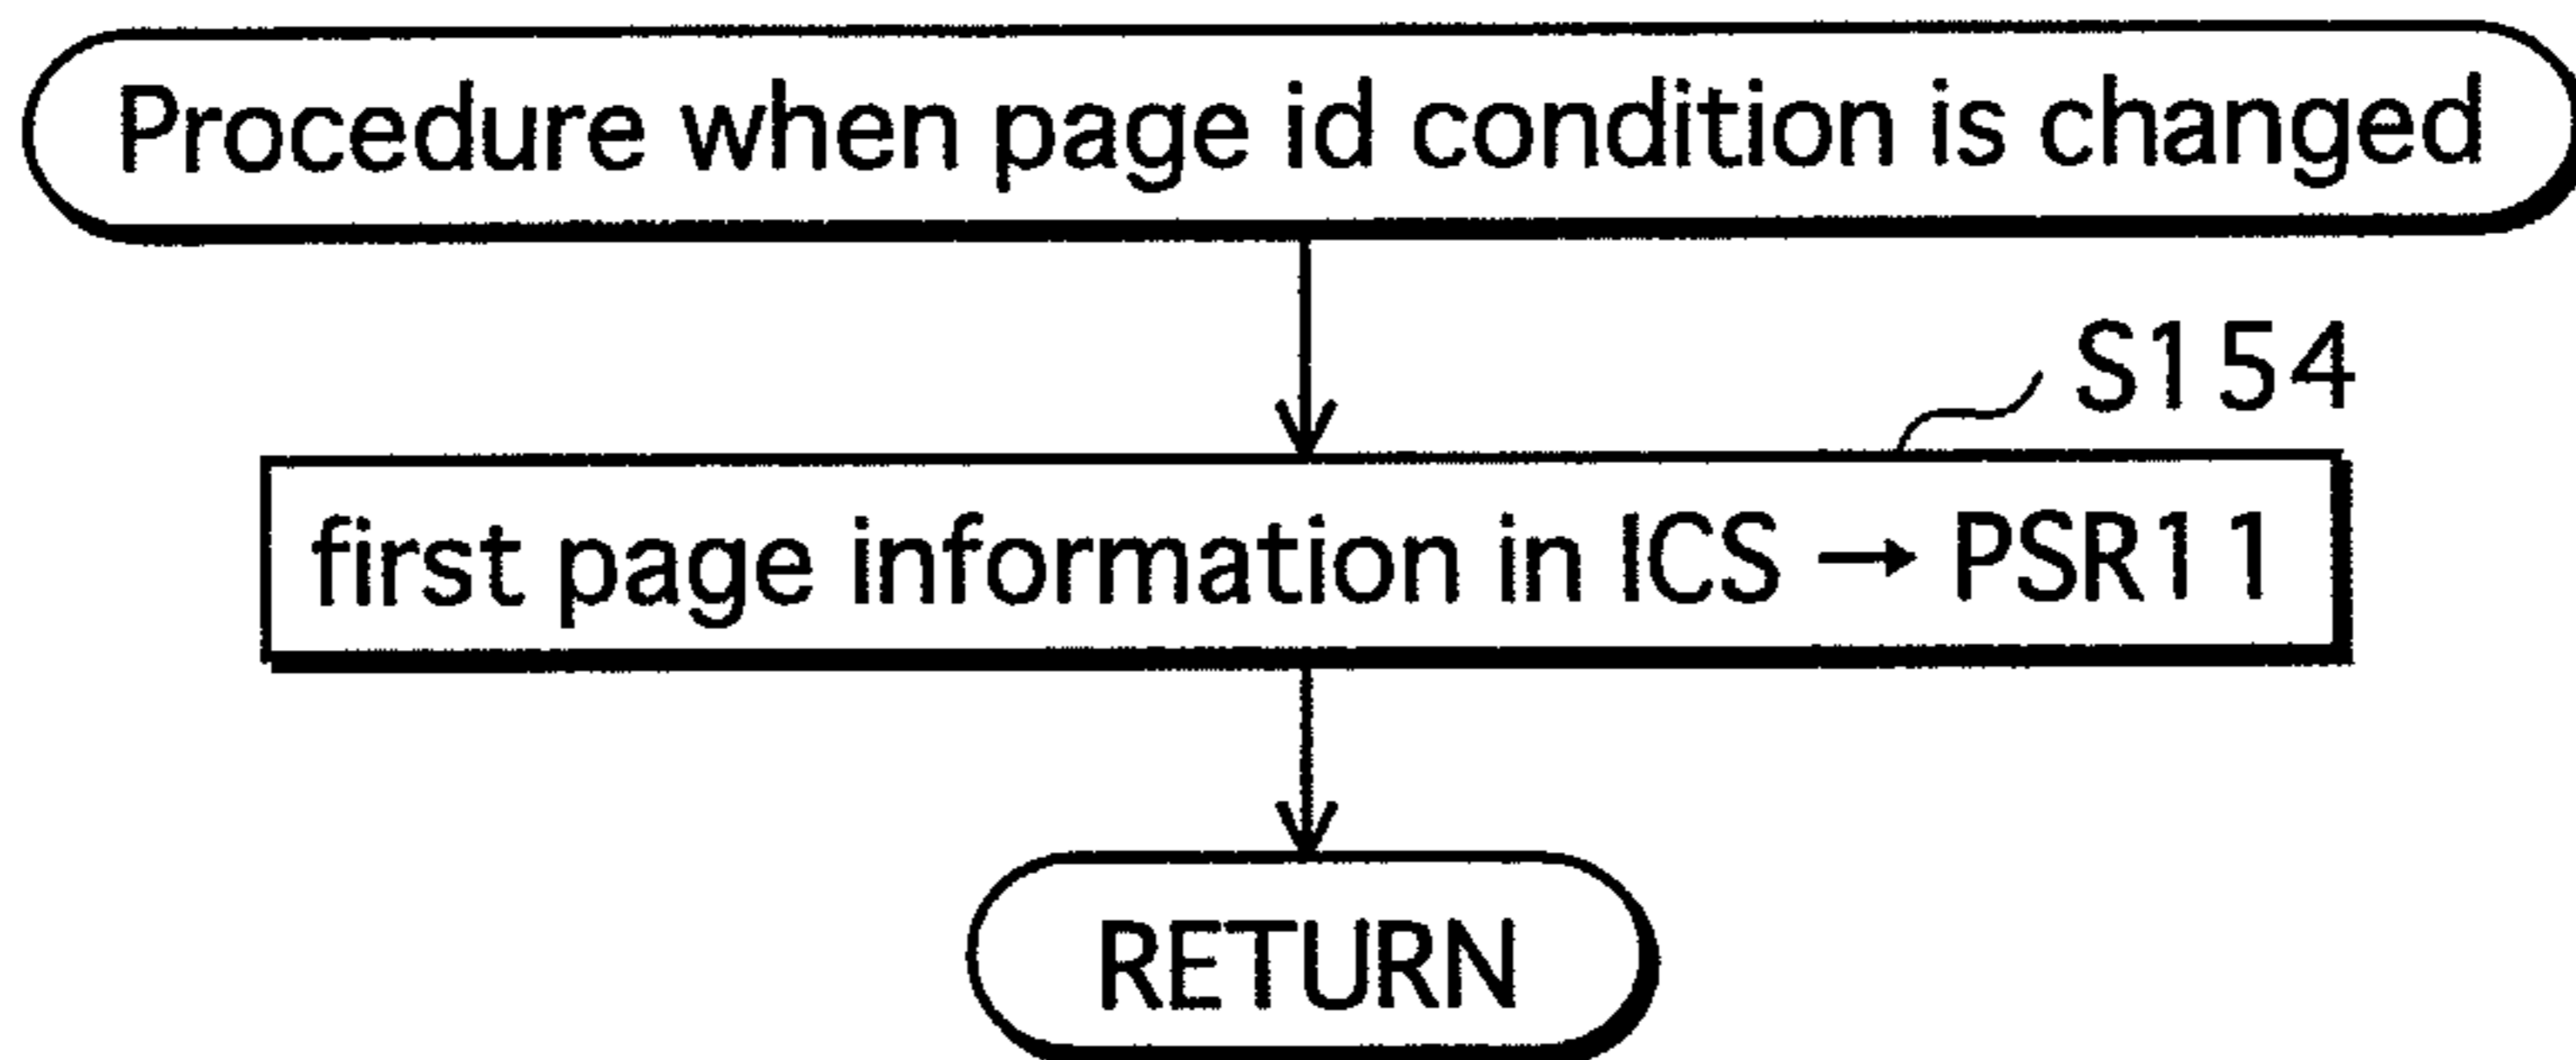 Procedure when page id condition is changed
S154
first page information in ICS → PSR11
RETURN